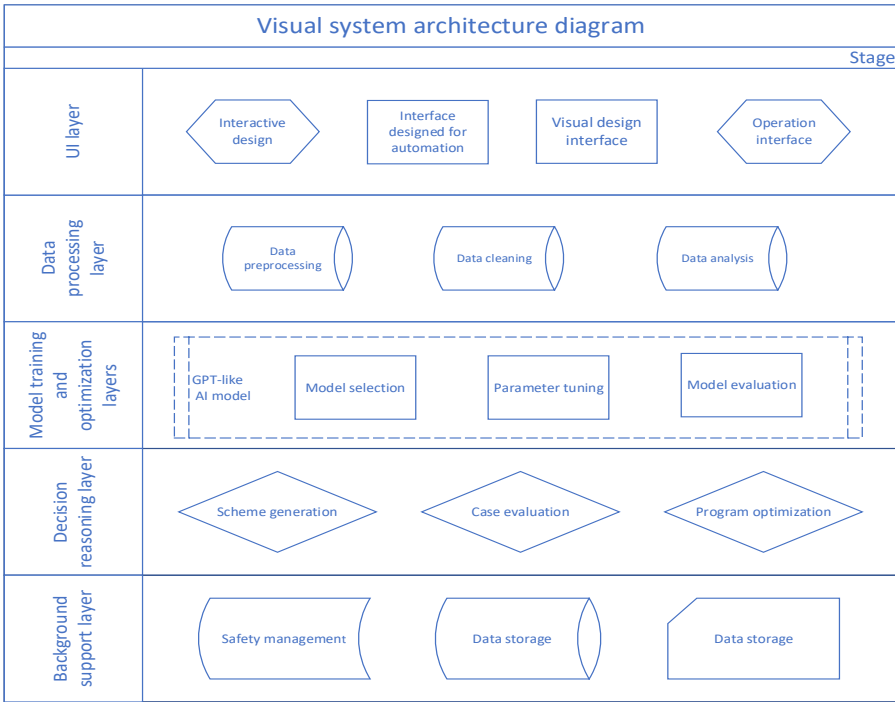 Visual system architecture diagram
Stage
UI layer
Interactive
design
Interface
designed for
automation
Visual design
interface
Operation
interface
Data
processing
layer
Data
preprocessing
Data cleaning
Data analysis
Model training
and
optimization
layers
GPT-like
AI model
Model selection
Parameter tuning
Model evaluation
Decision
reasoning layer
Scheme generation
Case evaluation
Program optimization
Background
support layer
Safety management
Data storage
Data storage